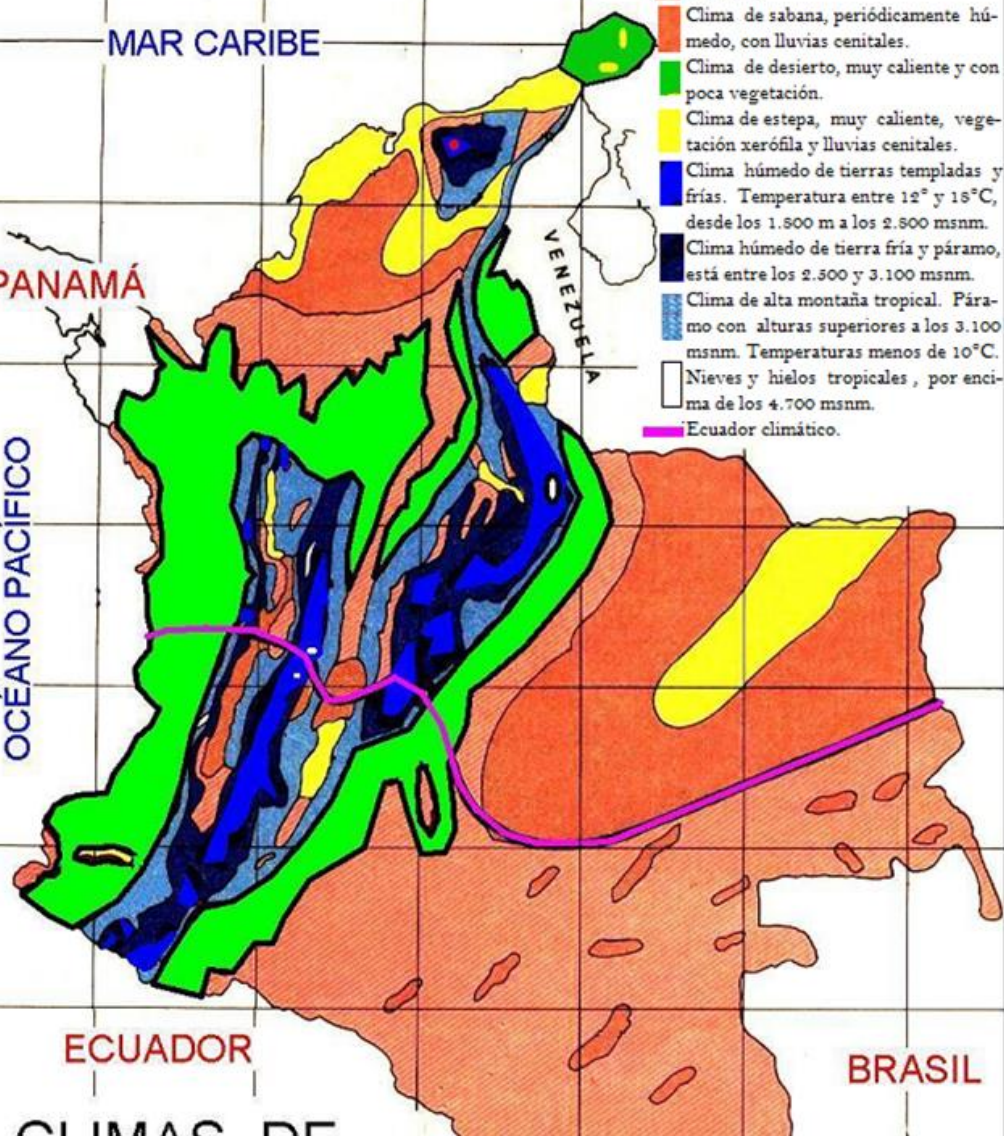 MAR CARIBE
Clima de sabana, periódicamente hú-
medo, con lluvias cenitales.
Clima de desierto, muy caliente y con
poca vegetación.
Clima de estepa, muy caliente, vege-
tación xerófila y lluvias cenitales.
Clima húmedo de tierras templadas y
frías. Temperatura entre 12° y 18°C,
desde los 1.800 m a los 2.500 msnm.
Clima húmedo de tierra fría y páramo,
está entre los 2.500 y 3.100 msnm.
Clima de alta montaña tropical. Pára-
mo con alturas superiores a los 3.100
msnm. Temperaturas menos de 10°C.
Nieves y hielos tropicales , por enci-
ma de los 4.700 msnm.
Ecuador climático.
VENEZUELA
PANAMÁ
OCÉANO PACÍFICO
ECUADOR
BRASIL
CLIMAS DE